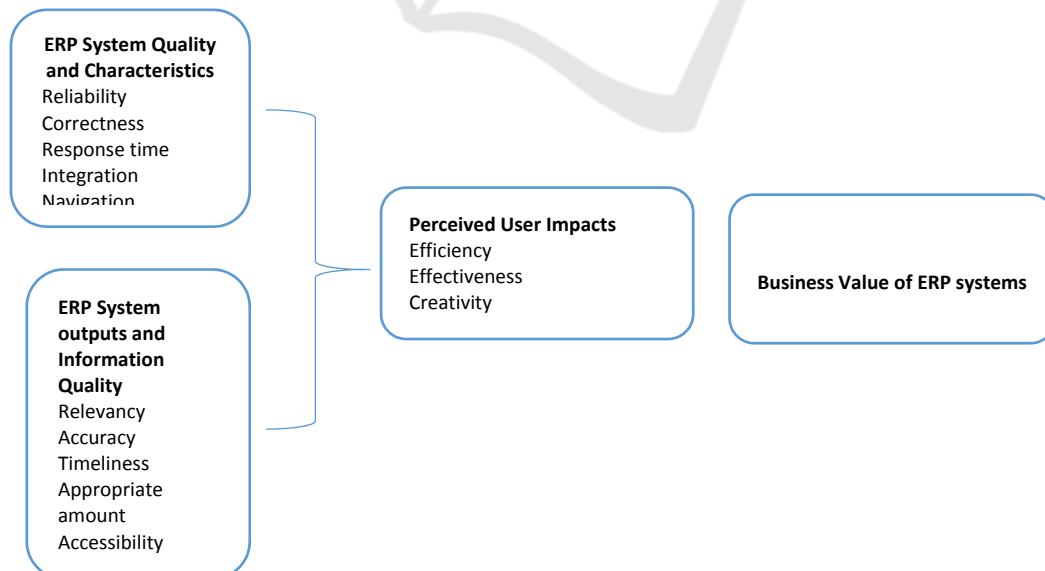 ERP System Quality
and Characteristics
Reliability
Correctness
Response time
Integration
Navigation
ERP System
outputs and
Information
Quality
Relevancy
Accuracy
Timeliness
Appropriate
amount
Accessibility
Perceived User Impacts
Efficiency
Effectiveness
Creativity
Business Value of ERP systems